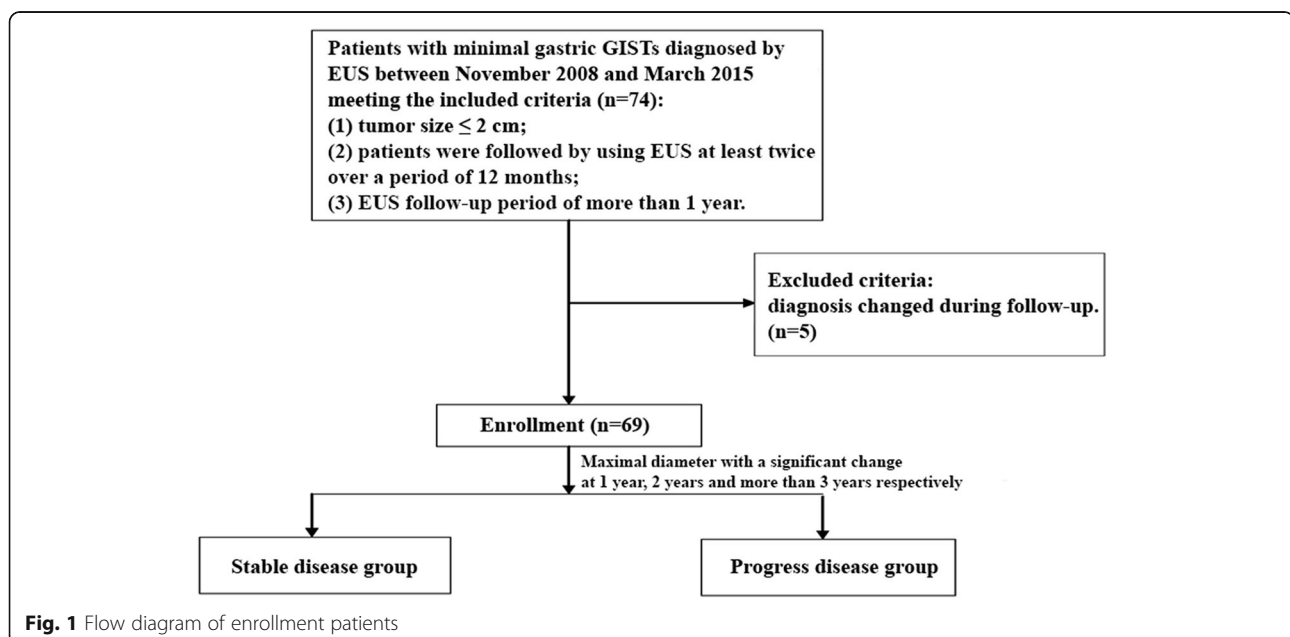 Patients with minimal gastric GISTs diagnosed by
EUS between November 2008 and March 2015
meeting the included criteria (n=74):
(1) tumor size ≤ 2 cm;
(2) patients were followed by using EUS at least twice
over a period of 12 months;
(3) EUS follow-up period of more than 1 year.
Excluded criteria:
diagnosis changed during follow-up.
(n=5)
Enrollment (n=69)
Maximal diameter with a significant change
at 1 year, 2 years and more than 3 years respectively
Stable disease group
Progress disease group
Fig. 1 Flow diagram of enrollment patients